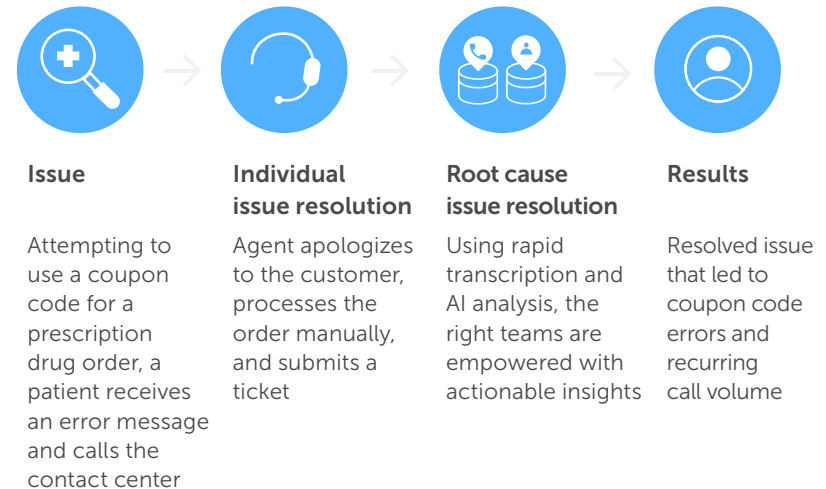 Issue
Attempting to
use a coupon
code for a
prescription
drug order, a
patient receives
an error message
and calls the
contact center
Individual
issue resolution
Agent apologizes
to the customer,
processes the
order manually,
and submits a
ticket
Root cause
issue resolution
Using rapid
transcription and
AI analysis, the
right teams are
empowered with
actionable insights
Results
Resolved issue
that led to
coupon code
errors and
recurring
call volume